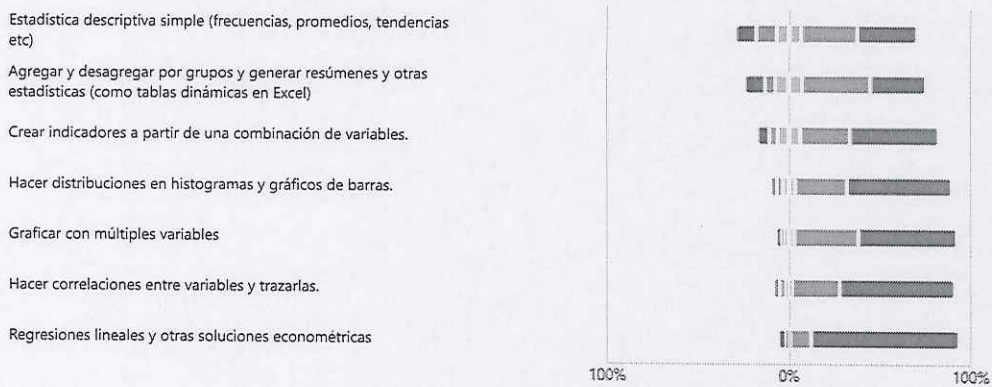 Estadística descriptiva simple (frecuencias, promedios, tendencias
etc)
Agregar y desagregar por grupos y generar resúmenes y otras
estadísticas (como tablas dinámicas en Excel)
Crear indicadores a partir de una combinación de variables.
Hacer distribuciones en histogramas y gráficos de barras.
Graficar con múltiples variables
Hacer correlaciones entre variables y trazarlas.
Regresiones lineales y otras soluciones econométricas
100% 0% 100%